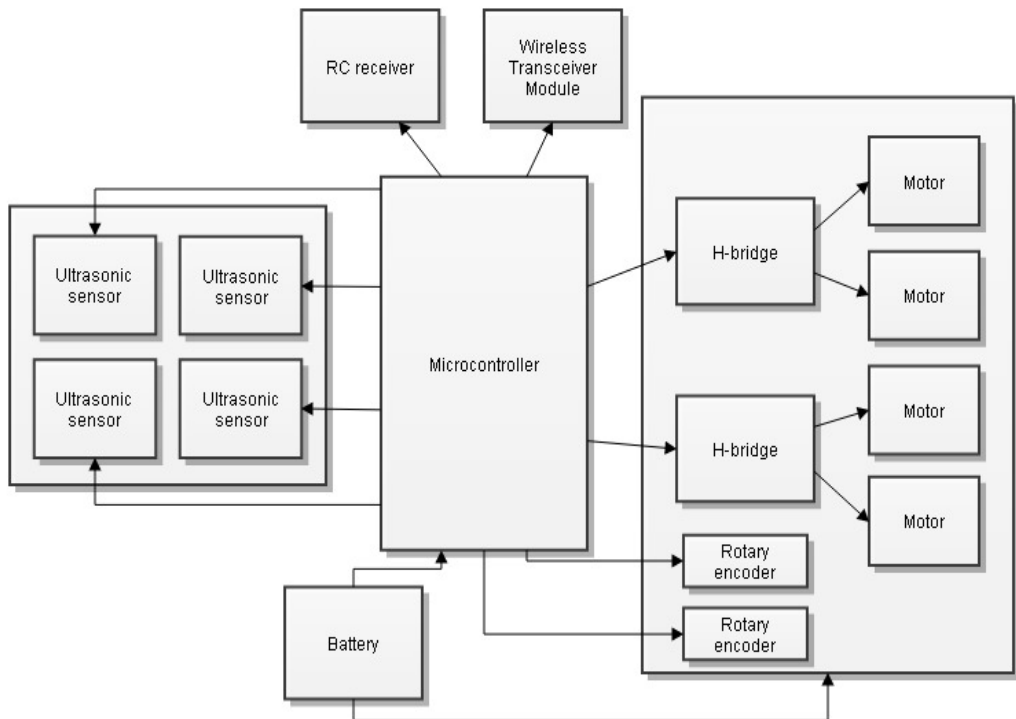 RC receiver
Wireless
Transceiver
Module
Ultrasonic
sensor
Ultrasonic
sensor
Ultrasonic
sensor
Ultrasonic
sensor
Microcontroller
H-bridge
Motor
Motor
H-bridge
Motor
Motor
Rotary
encoder
Rotary
encoder
Battery